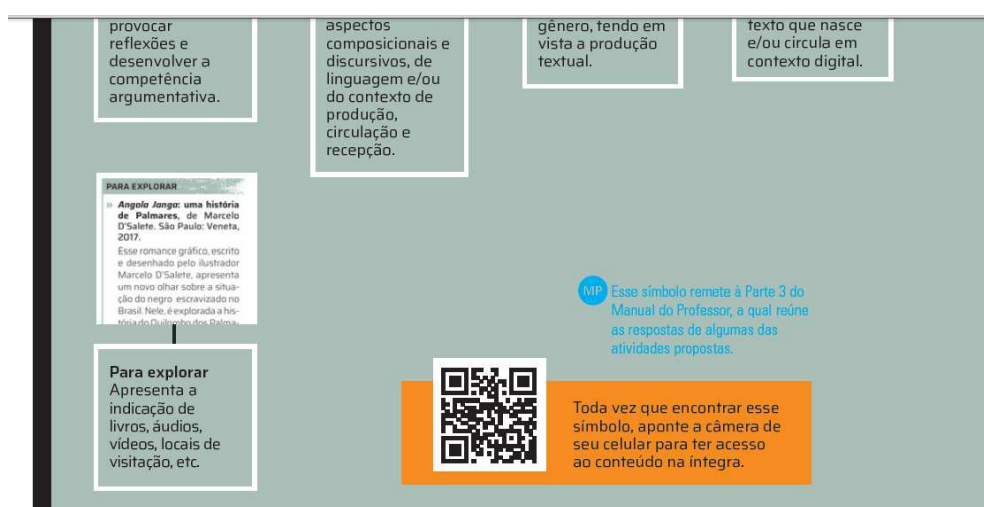 provocar
reflexões e
desenvolver a
competência
argumentativa.
aspectos
composicionais e
discursivos, de
linguagem e/ou
do contexto de
produção,
circulação e
recepção.
gênero, tendo em
vista a produção
textual.
texto que nasce
e/ou circula em
contexto digital.
PARA EXPLORAR
» Angola Janga: uma história
de Palmares, de Marcelo
D'Salete. São Paulo: Veneta,
2017.
Esse romance gráfico, escrito
e desenhado pelo ilustrador
Marcelo D'Salete, apresenta
um novo olhar sobre a situa-
ção do negro escravizado no
Brasil. Nele, é explorada a his-
tória do Quilombo dos Palma-
Para explorar
Apresenta a
indicação de
livros, áudios,
vídeos, locais de
visitação, etc.
MP Esse símbolo remete à Parte 3 do
Manual do Professor, a qual reúne
as respostas de algumas das
atividades propostas.
Toda vez que encontrar esse
símbolo, aponte a câmera de
seu celular para ter acesso
ao conteúdo na íntegra.